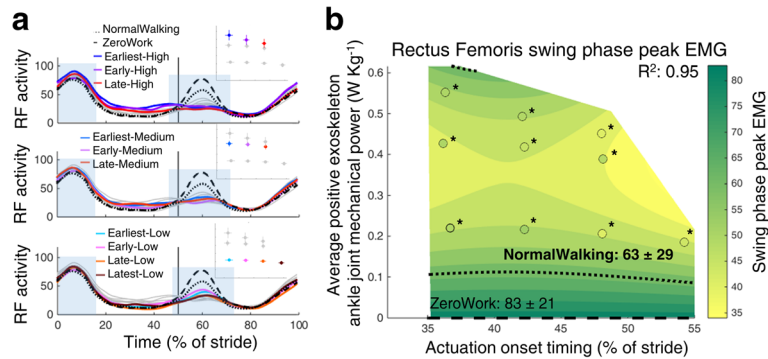 a
NormalWalking
ZeroWork
Earliest-High
Early-High
Late-High
RF activity
100
50
0
Earliest-Medium
Early-Medium
Late-Medium
RF activity
100
50
0
Earliest-Low
Early-Low
Late-Low
Latest-Low
RF activity
100
50
0
0 20 40 60 80 100
Time (% of stride)
b
Rectus Femoris swing phase peak EMG
R²: 0.95
Average positive exoskeleton
ankle joint mechanical power (W Kg⁻¹)
0.6
0.5
0.4
0.3
0.2
0.1
0
* * * * * * * * * * 
NormalWalking: 63 ± 29
ZeroWork: 83 ± 21
35 40 45 50 55
Actuation onset timing (% of stride)
80
75
70
65
60
55
50
45
40
35
Swing phase peak EMG